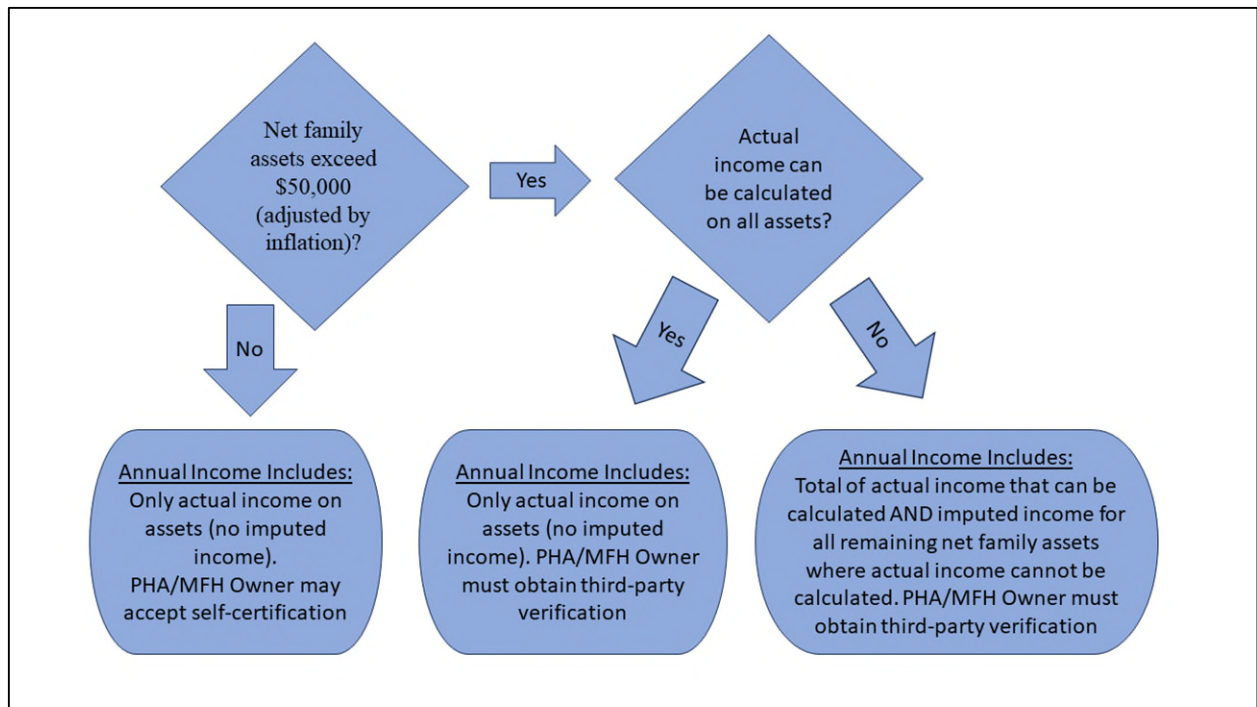 Net family
assets exceed
$50,000
(adjusted by
inflation)?
Yes
Actual
income can
be calculated
on all assets?
No
Yes
No
Annual Income Includes:
Only actual income on
assets (no imputed
income).
PHA/MFH Owner may
accept self-certification
Annual Income Includes:
Only actual income on
assets (no imputed
income). PHA/MFH Owner
must obtain third-party
verification
Annual Income Includes:
Total of actual income that can be
calculated AND imputed income for
all remaining net family assets
where actual income cannot be
calculated. PHA/MFH Owner must
obtain third-party verification